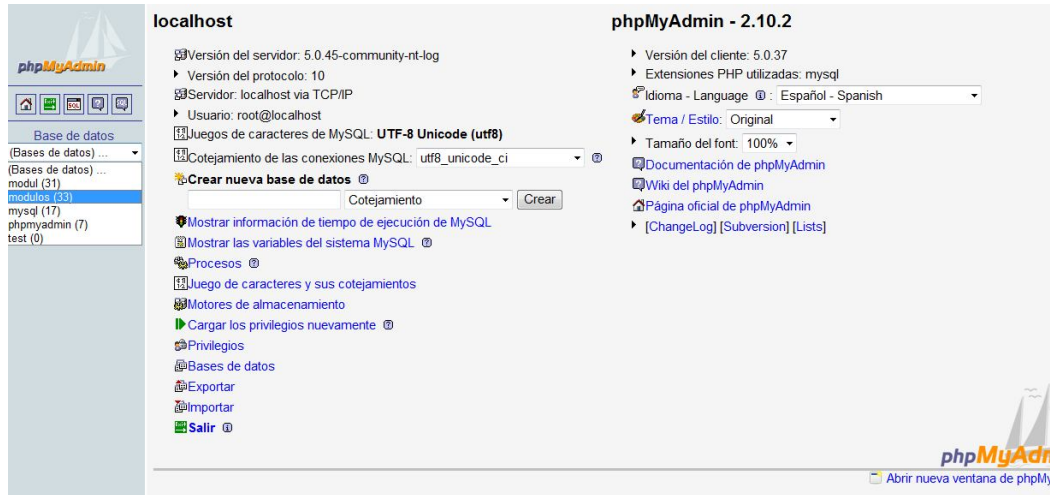 phpMyAdmin
SQL
Base de datos
(Bases de datos) ...
(Bases de datos) ...
modul (31)
modulos (33)
mysql (17)
phpmyadmin (7)
test (0)
localhost
Versión del servidor: 5.0.45-community-nt-log
Versión del protocolo: 10
Servidor: localhost via TCP/IP
Usuario: root@localhost
Juegos de caracteres de MySQL: UTF-8 Unicode (utf8)
Cotejamiento de las conexiones MySQL: utf8_unicode_ci
Crear nueva base de datos
Cotejamiento Crear
Mostrar información de tiempo de ejecución de MySQL
Mostrar las variables del sistema MySQL
Procesos
Juego de caracteres y sus cotejamientos
Motores de almacenamiento
Cargar los privilegios nuevamente
Privilegios
Bases de datos
Exportar
Importar
Salir
phpMyAdmin - 2.10.2
Versión del cliente: 5.0.37
Extensiones PHP utilizadas: mysql
Idioma - Language : Español - Spanish
Tema / Estilo: Original
Tamaño del font: 100%
Documentación de phpMyAdmin
Wiki del phpMyAdmin
Página oficial de phpMyAdmin
[ChangeLog] [Subversion] [Lists]
phpMyAd
Abrir nueva ventana de phpMy